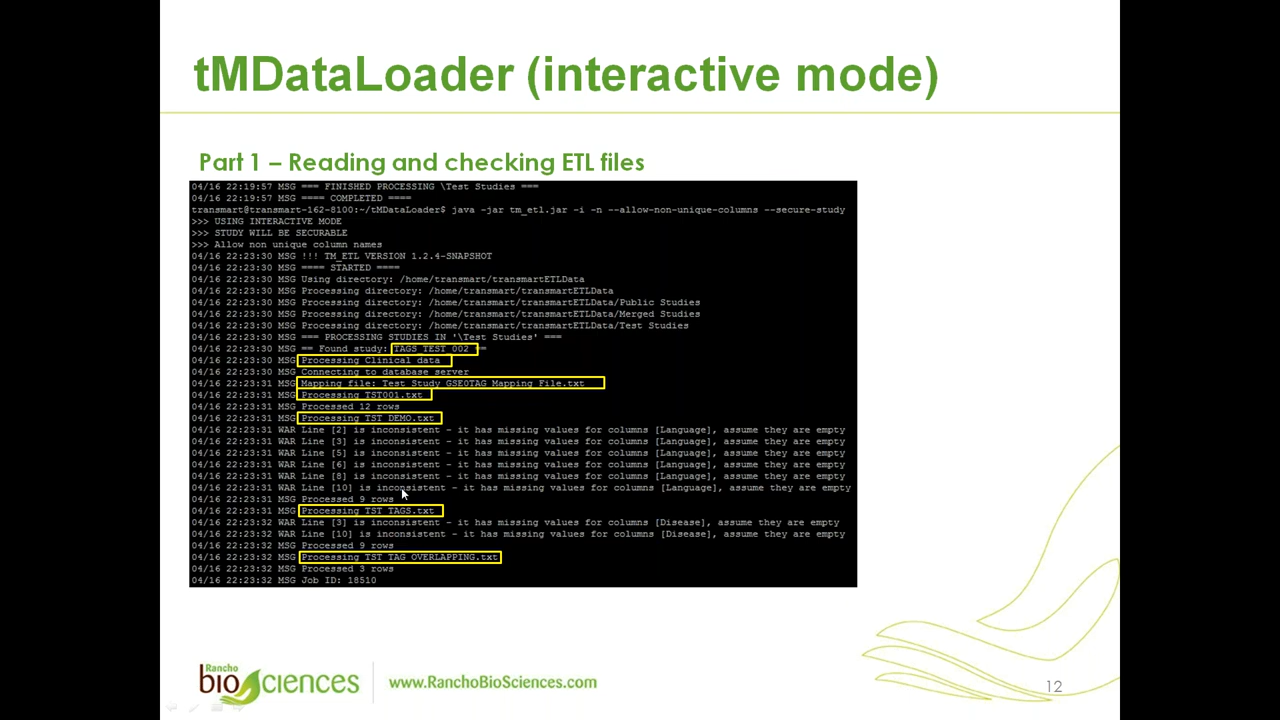 tMDataLoader (interactive mode)
Part 1 – Reading and checking ETL files
04/16 22:19:57 MSG === FINISHED PROCESSING \Test Studies ===
04/16 22:19:57 MSG ==== COMPLETED ====
transmart@transmart-162-8100:~/tMDataLoader$ java -jar tm_etl.jar -i -n --allow-non-unique-columns --secure-study
>>> USING INTERACTIVE MODE
>>> STUDY WILL BE SECURABLE
>>> Allow non unique column names
04/16 22:23:30 MSG !!! TM_ETL VERSION 1.2.4-SNAPSHOT
04/16 22:23:30 MSG ==== STARTED ====
04/16 22:23:30 MSG Using directory: /home/transmart/transmartETLData
04/16 22:23:30 MSG Processing directory: /home/transmart/transmartETLData
04/16 22:23:30 MSG Processing directory: /home/transmart/transmartETLData/Public Studies
04/16 22:23:30 MSG Processing directory: /home/transmart/transmartETLData/Merged Studies
04/16 22:23:30 MSG Processing directory: /home/transmart/transmartETLData/Test Studies
04/16 22:23:30 MSG === PROCESSING STUDIES IN '\Test Studies' ===
04/16 22:23:30 MSG == Found study: TAGS TEST 002 ==
04/16 22:23:30 MSG Processing Clinical data
04/16 22:23:30 MSG Connecting to database server
04/16 22:23:31 MSG Mapping file: Test Study_GSE0TAG_Mapping_File.txt
04/16 22:23:31 MSG Processing TST001.txt
04/16 22:23:31 MSG Processed 12 rows
04/16 22:23:31 MSG Processing TST DEMO.txt
04/16 22:23:31 WAR Line [2] is inconsistent - it has missing values for columns [Language], assume they are empty
04/16 22:23:31 WAR Line [3] is inconsistent - it has missing values for columns [Language], assume they are empty
04/16 22:23:31 WAR Line [5] is inconsistent - it has missing values for columns [Language], assume they are empty
04/16 22:23:31 WAR Line [6] is inconsistent - it has missing values for columns [Language], assume they are empty
04/16 22:23:31 WAR Line [8] is inconsistent - it has missing values for columns [Language], assume they are empty
04/16 22:23:31 WAR Line [10] is inconsistent - it has missing values for columns [Language], assume they are empty
04/16 22:23:31 MSG Processed 9 rows
04/16 22:23:31 MSG Processing TST TAGS.txt
04/16 22:23:32 WAR Line [3] is inconsistent - it has missing values for columns [Disease], assume they are empty
04/16 22:23:32 WAR Line [10] is inconsistent - it has missing values for columns [Disease], assume they are empty
04/16 22:23:32 MSG Processed 9 rows
04/16 22:23:32 MSG Processing TST TAG OVERLAPPING.txt
04/16 22:23:32 MSG Processed 3 rows
04/16 22:23:32 MSG Job ID: 18510
Rancho
bioSciences
www.RanchoBioSciences.com
12